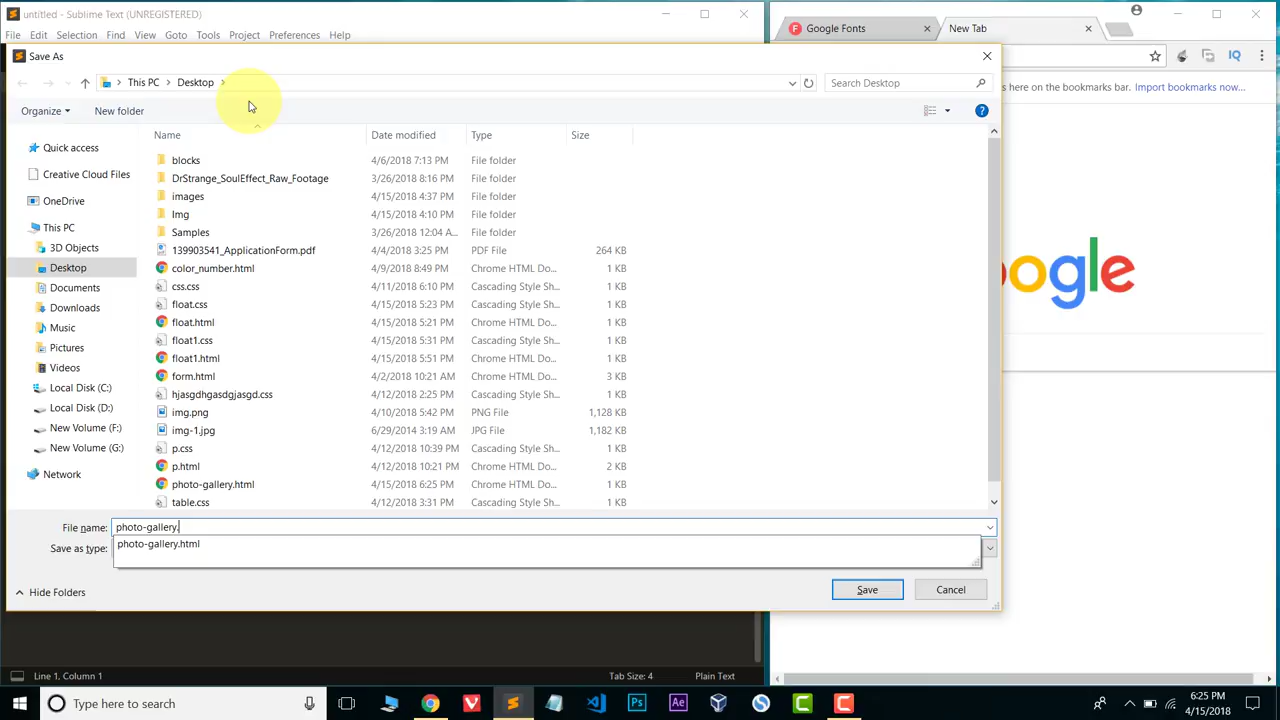 untitled - Sublime Text (UNREGISTERED)
File Edit Selection Find View Goto Tools Project Preferences Help
Google Fonts
New Tab
s here on the bookmarks bar. Import bookmarks now...
IQ
Save As
This PC > Desktop >
Search Desktop
Organize
New folder
Name Date modified Type Size
Quick access
Creative Cloud Files
OneDrive
This PC
3D Objects
Desktop
Documents
Downloads
Music
Pictures
Videos
Local Disk (C:)
Local Disk (D:)
New Volume (F:)
New Volume (G:)
Network
blocks 4/6/2018 7:13 PM File folder
DrStrange_SoulEffect_Raw_Footage 3/26/2018 8:16 PM File folder
images 4/15/2018 4:37 PM File folder
Img 4/15/2018 4:10 PM File folder
Samples 3/26/2018 12:04 A... File folder
139903541_ApplicationForm.pdf 4/4/2018 3:25 PM PDF File 264 KB
color_number.html 4/9/2018 8:49 PM Chrome HTML Do... 1 KB
css.css 4/11/2018 6:10 PM Cascading Style Sh... 1 KB
float.css 4/15/2018 5:23 PM Cascading Style Sh... 1 KB
float.html 4/15/2018 5:21 PM Chrome HTML Do... 1 KB
float1.css 4/15/2018 5:31 PM Cascading Style Sh... 1 KB
float1.html 4/15/2018 5:51 PM Chrome HTML Do... 1 KB
form.html 4/2/2018 10:21 AM Chrome HTML Do... 3 KB
hjasgdhgasdgjasgd.css 4/12/2018 2:25 PM Cascading Style Sh... 1 KB
img.png 4/10/2018 5:42 PM PNG File 1,128 KB
img-1.jpg 6/29/2014 3:19 AM JPG File 1,182 KB
p.css 4/12/2018 10:39 PM Cascading Style Sh... 1 KB
p.html 4/12/2018 10:21 PM Chrome HTML Do... 2 KB
photo-gallery.html 4/15/2018 6:25 PM Chrome HTML Do... 1 KB
table.css 4/12/2018 3:31 PM Cascading Style Sh... 1 KB
oogle
File name: photo-gallery.
photo-gallery.html
Save as type:
Hide Folders
Save
Cancel
Line 1, Column 1
Tab Size: 4
Plain Text
Type here to search
Ps
Ae
6:25 PM
4/15/2018